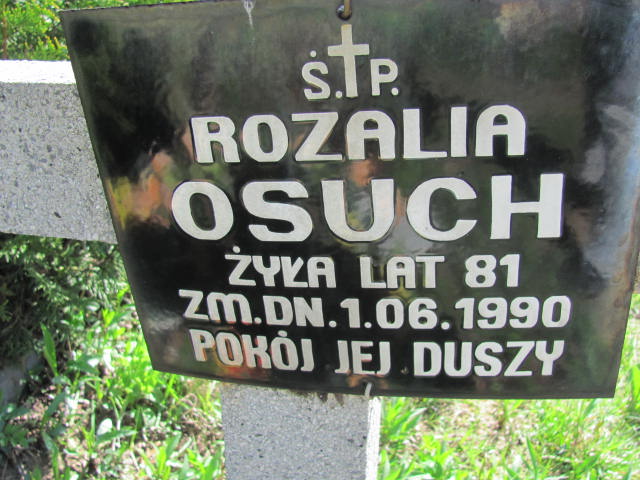 Ś.P.
ROZALIA
OSUCH
ŻYŁA LAT 81
ZM.DN.1.06.1990
POKÓJ JEJ DUSZY